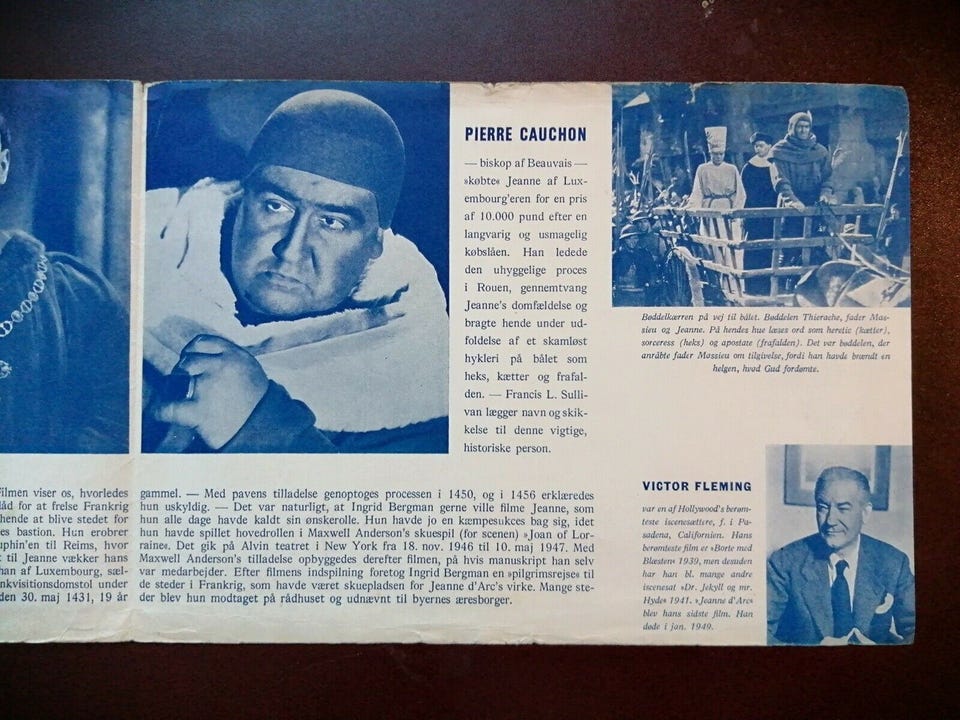 PIERRE CAUCHON
— biskop af Beauvais —
»købte« Jeanne af Lux-
embourg'eren for en pris
af 10.000 pund efter en
langvarig og usmagelig
købslåen. Han ledede
den uhyggelige proces
i Rouen, gennemtvang
Jeanne's domfældelse og
bragte hende under ud-
foldelse af et skamløst
hykleri på bålet som
heks, kætter og frafal-
den. — Francis L. Sulli-
van lægger navn og skik-
kelse til denne vigtige,
historiske person.
Bøddelkærren på vej til bålet. Bøddelen Thierache, fader Mas-
sieu og Jeanne. På hendes hue læses ord som heretic (kætter),
sorceress (heks) og apostate (frafalden). Det var bøddelen, der
anråbte fader Massieu om tilgivelse, fordi han havde brændt en
helgen, hvad Gud fordømte.
Filmen viser os, hvorledes
låd for at frelse Frankrig
hende at blive stedet for
es bastion. Hun erobrer
uphin'en til Reims, hvor
t til Jeanne vækker hans
han af Luxembourg, sæl-
nkvisitionsdomstol under
den 30. maj 1431, 19 år
gammel. — Med pavens tilladelse genoptoges processen i 1450, og i 1456 erklæredes
hun uskyldig. — Det var naturligt, at Ingrid Bergman gerne ville filme Jeanne, som
hun alle dage havde kaldt sin ønskerolle. Hun havde jo en kæmpesukces bag sig, idet
hun havde spillet hovedrollen i Maxwell Anderson's skuespil (for scenen) »Joan of Lor-
raine«. Det gik på Alvin teatret i New York fra 18. nov. 1946 til 10. maj 1947. Med
Maxwell Anderson's tilladelse opbyggedes derefter filmen, på hvis manuskript han selv
var medarbejder. Efter filmens indspilning foretog Ingrid Bergman en »pilgrimsrejse« til
de steder i Frankrig, som havde været skuepladsen for Jeanne d'Arc's virke. Mange ste-
der blev hun modtaget på rådhuset og udnævnt til byernes æresborger.
VICTOR FLEMING
var en af Hollywood's berøm-
teste iscenesættere, f. i Pa-
sadena, Californien. Hans
berømteste film er »Borte med
Blæsten« 1939, men desuden
har han bl. mange andre
iscenesat »Dr. Jekyll og mr.
Hyde« 1941. »Jeanne d'Arc«
blev hans sidste film. Han
døde i jan. 1949.